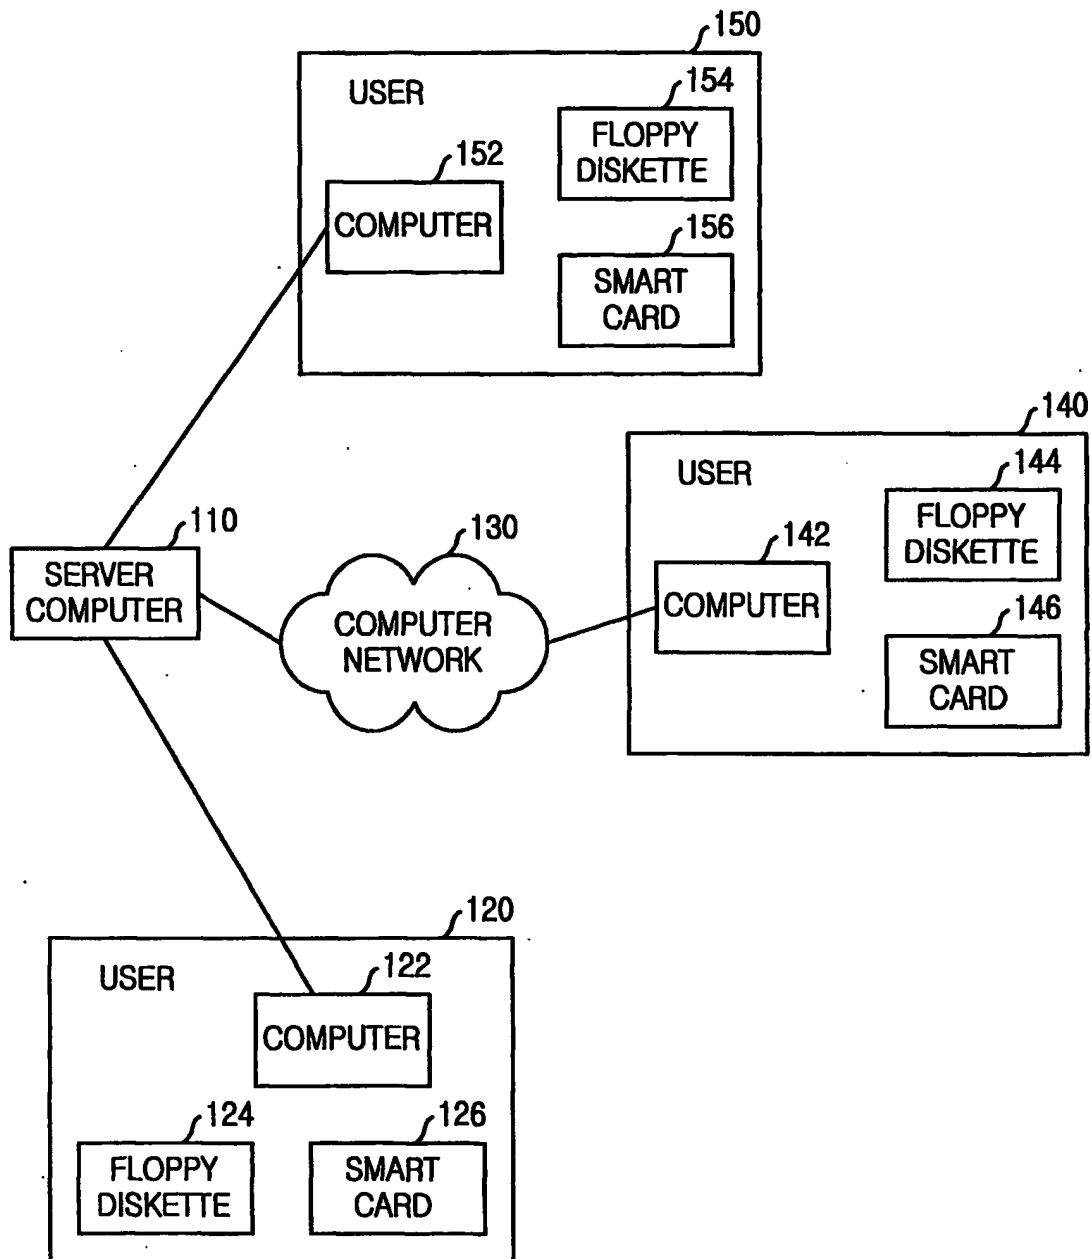 150
USER
154
FLOPPY
DISKETTE
152
COMPUTER
156
SMART
CARD
140
USER
144
FLOPPY
DISKETTE
110
SERVER
COMPUTER
130
COMPUTER
NETWORK
142
COMPUTER
146
SMART
CARD
120
USER
122
COMPUTER
124
FLOPPY
DISKETTE
126
SMART
CARD